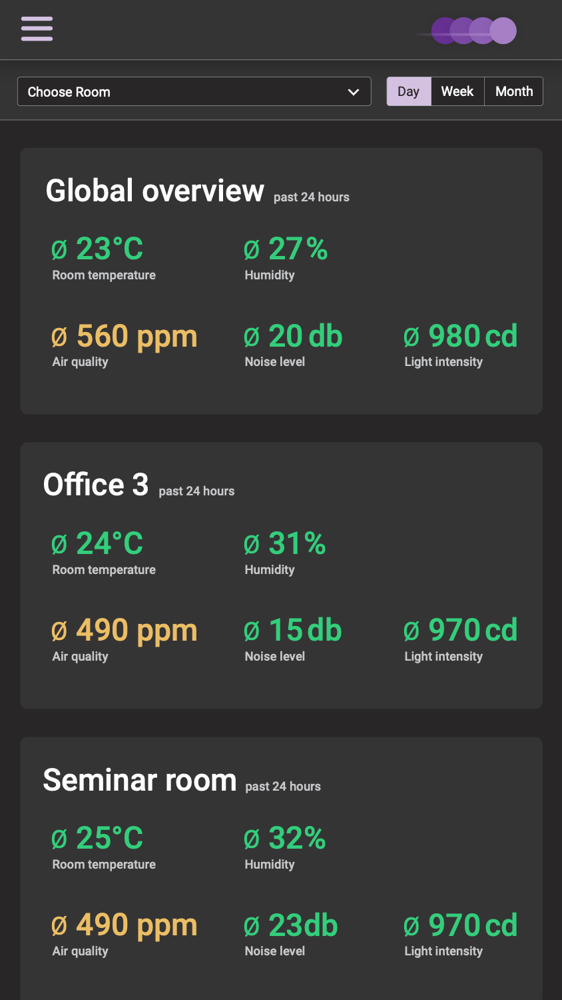 Choose Room
Day Week Month
Global overview past 24 hours
Ø 23°C Ø 27%
Room temperature Humidity
Ø 560 ppm Ø 20 db Ø 980 cd
Air quality Noise level Light intensity
Office 3 past 24 hours
Ø 24°C Ø 31%
Room temperature Humidity
Ø 490 ppm Ø 15 db Ø 970 cd
Air quality Noise level Light intensity
Seminar room past 24 hours
Ø 25°C Ø 32%
Room temperature Humidity
Ø 490 ppm Ø 23db Ø 970 cd
Air quality Noise level Light intensity